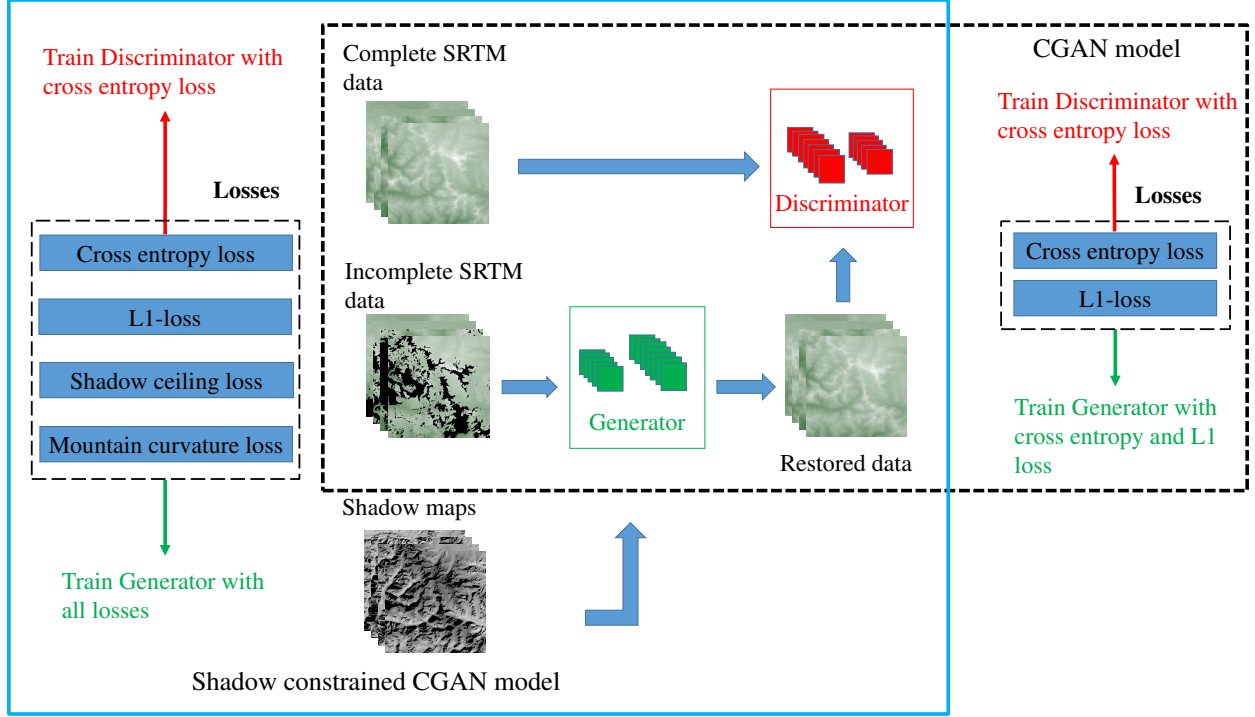 Train Discriminator with
cross entropy loss
Losses
Cross entropy loss
L1-loss
Shadow ceiling loss
Mountain curvature loss
Train Generator with
all losses
Complete SRTM
data
Discriminator
Incomplete SRTM
data
Generator
Restored data
Shadow maps
Shadow constrained CGAN model
CGAN model
Train Discriminator with
cross entropy loss
Losses
Cross entropy loss
L1-loss
Train Generator with
cross entropy and L1
loss